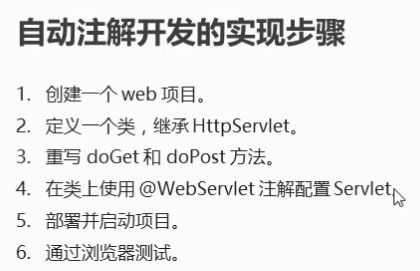 自动注解开发的实现步骤
1. 创建一个 web 项目。
2. 定义一个类，继承 HttpServlet。
3. 重写 doGet 和 doPost 方法。
4. 在类上使用 @WebServlet 注解配置 Servlet。
5. 部署并启动项目。
6. 通过浏览器测试。